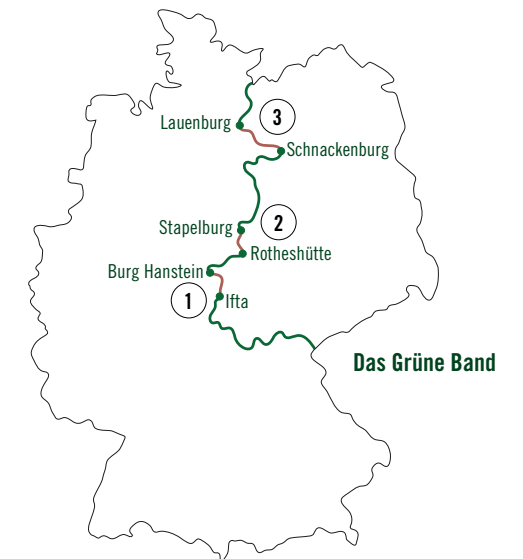 Lauenburg
3
Schnackenburg
Stapelburg
2
Rotheshütte
Burg Hanstein
1
Ifta
Das Grüne Band